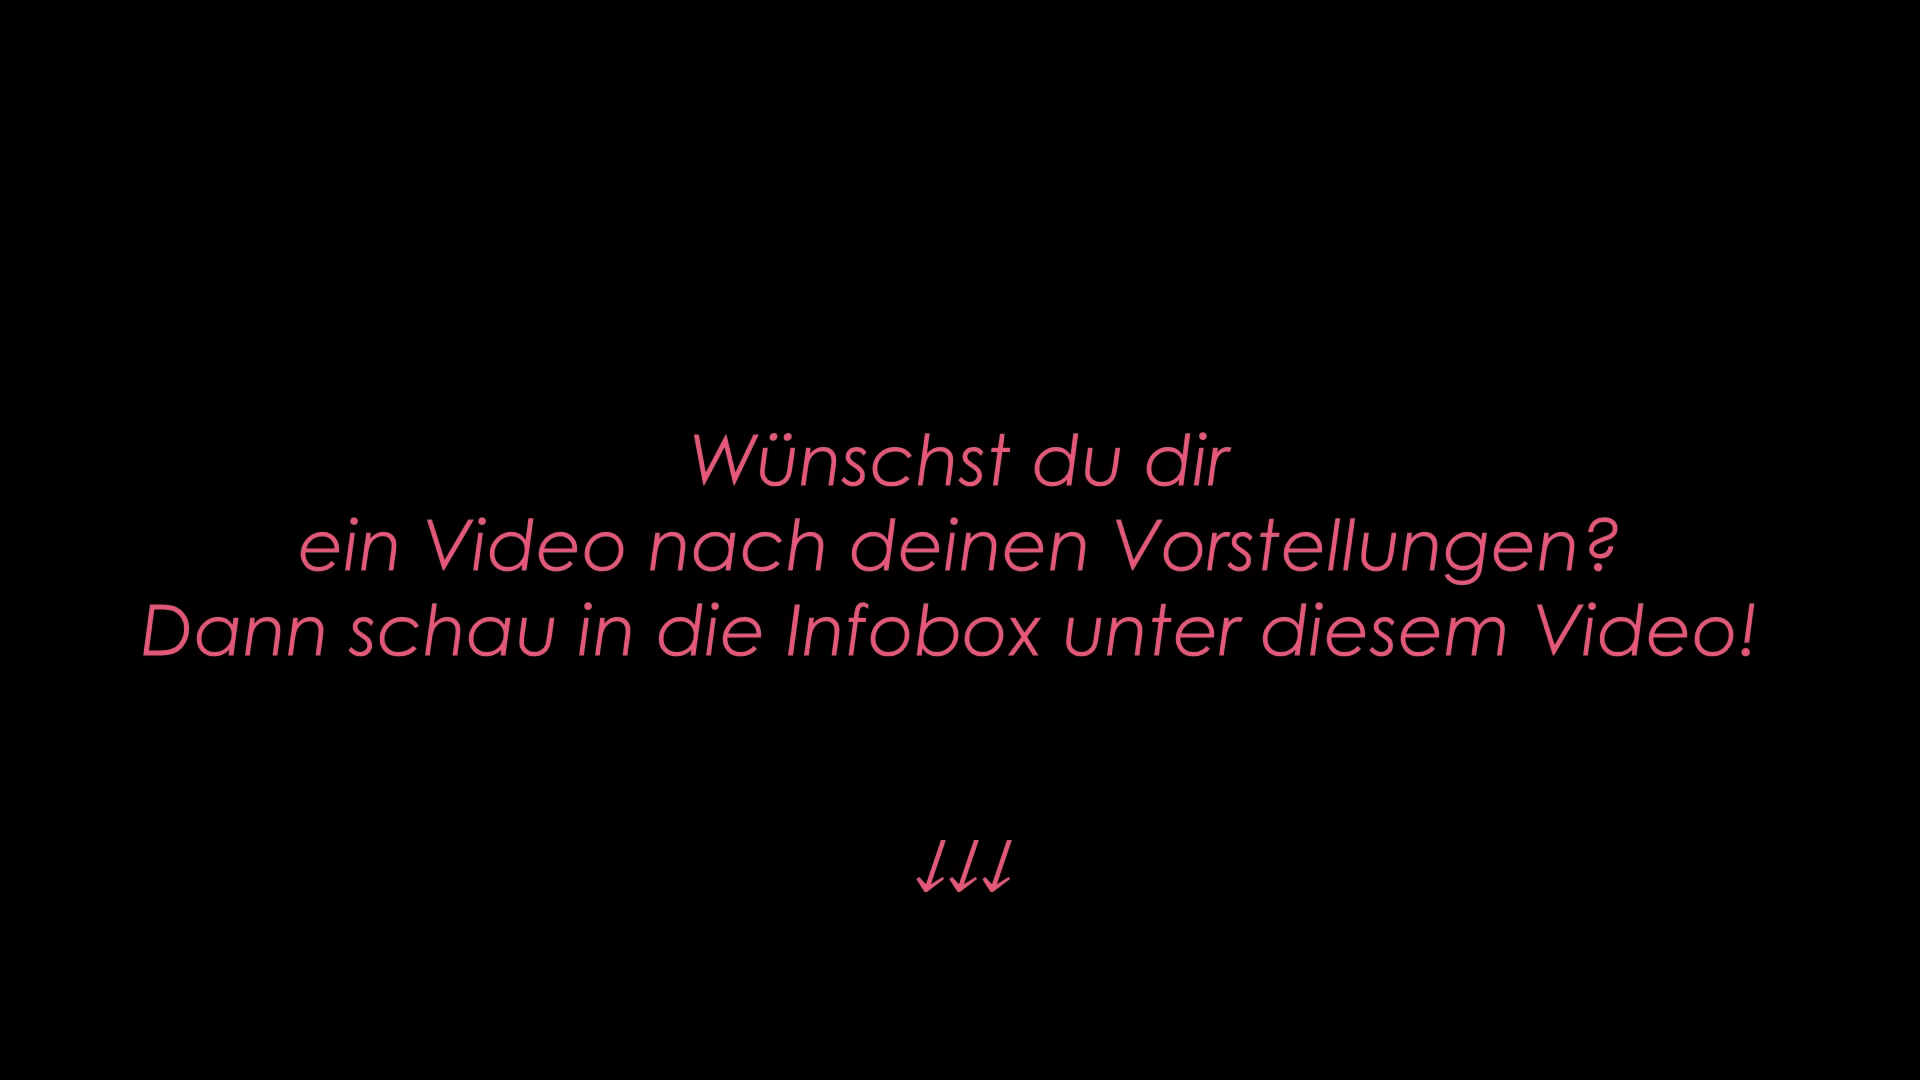 Wünschst du dir
ein Video nach deinen Vorstellungen?
Dann schau in die Infobox unter diesem Video!
↓↓↓